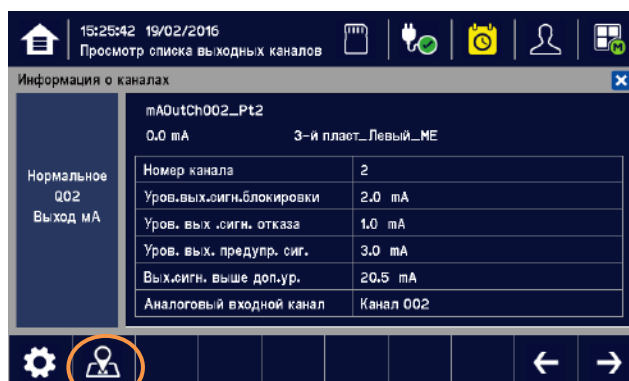 15:25:42 19/02/2016
Просмотр списка выходных каналов
M
Информация о каналах
mAOutCh002_Pt2
0.0 mA 3-й пласт_Левый_МЕ
Нормальное
002
Выход мА
Номер канала 2
Уров.вых.сигн.блокировки 2.0 mA
Уров. вых .сигн. отказа 1.0 mA
Уров. вых. предупр. сиг. 3.0 mA
Вых.сигн. выше доп.ур. 20.5 mA
Аналоговый входной канал Канал 002